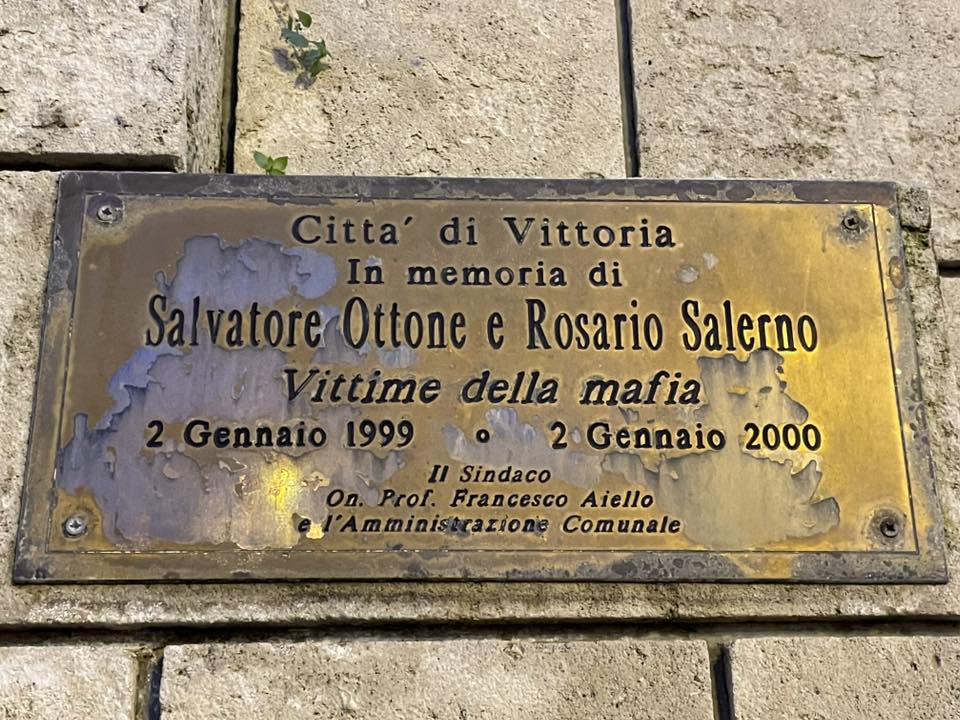 Citta' di Vittoria
In memoria di
Salvatore Ottone e Rosario Salerno
Vittime della mafia
2 Gennaio 1999 o 2 Gennaio 2000
Il Sindaco
On. Prof. Francesco Aiello
e l'Amministrazione Comunale